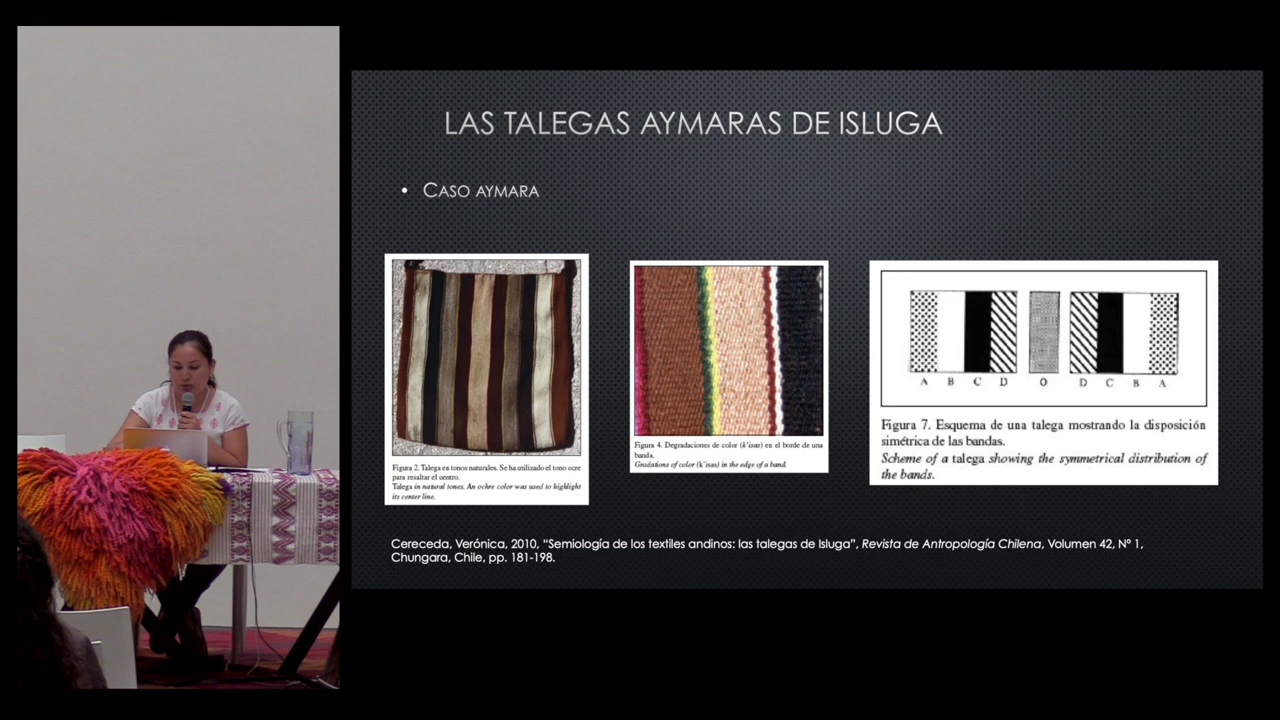 LAS TALEGAS AYMARAS DE ISLUGA
• CASO AYMARA
Figura 2. Talega en tonos naturales. Se ha utilizado el tono ocre
para resaltar el centro.
Talega in natural tones. An ochre color was used to highlight
its center line.
Figura 4. Degradaciones de color (k'isas) en el borde de una
banda.
Gradations of color (k'isas) in the edge of a band.
A B C D O D C B A
Figura 7. Esquema de una talega mostrando la disposición
simétrica de las bandas.
Scheme of a talega showing the symmetrical distribution of
the bands.
Cereceda, Verónica, 2010, “Semiología de los textiles andinos: las talegas de Isluga”, Revista de Antropología Chilena, Volumen 42, Nº 1,
Chungara, Chile, pp. 181-198.